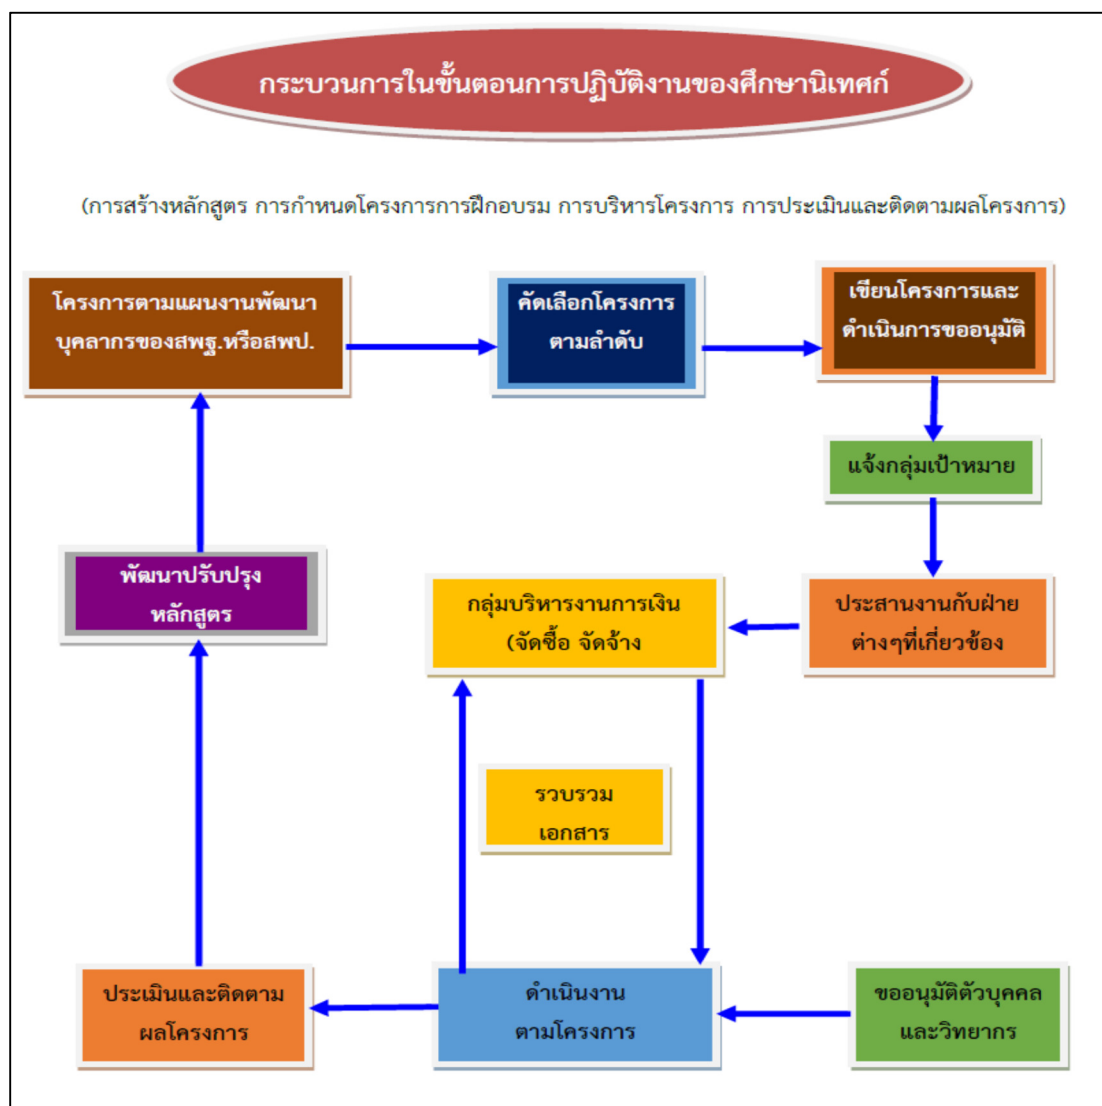 กระบวนการในขั้นตอนการปฏิบัติงานของศึกษานิเทศก์
(การสร้างหลักสูตร การกำหนดโครงการการฝึกอบรม การบริหารโครงการ การประเมินและติดตามผลโครงการ)
โครงการตามแผนงานพัฒนา
บุคลากรของสพฐ.หรือสพป.
คัดเลือกโครงการ
ตามลำดับ
เขียนโครงการและ
ดำเนินการขออนุมัติ
แจ้งกลุ่มเป้าหมาย
พัฒนาปรับปรุง
หลักสูตร
กลุ่มบริหารงานการเงิน
(จัดซื้อ จัดจ้าง
ประสานงานกับฝ่าย
ต่างๆที่เกี่ยวข้อง
รวบรวม
เอกสาร
ประเมินและติดตาม
ผลโครงการ
ดำเนินงาน
ตามโครงการ
ขออนุมัติตัวบุคคล
และวิทยากร